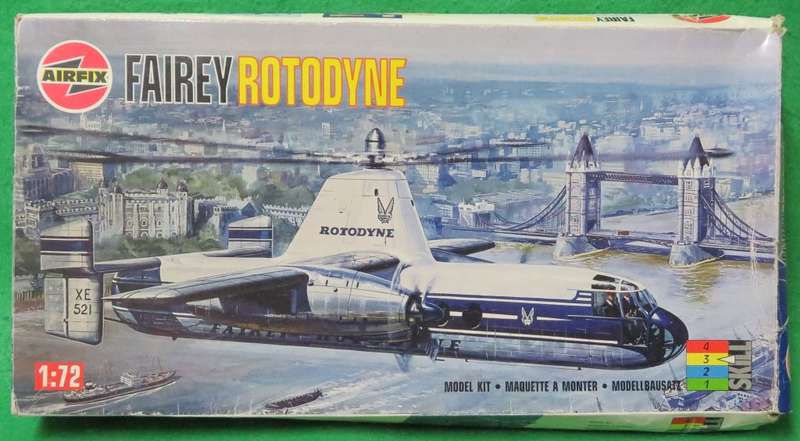 AIRFIX
FAIREY ROTODYNE
ROTODYNE
XE
521
1:72
MODEL KIT • MAQUETTE A MONTER • MODELLBAUSATZ
4
3
2
1
SKILL